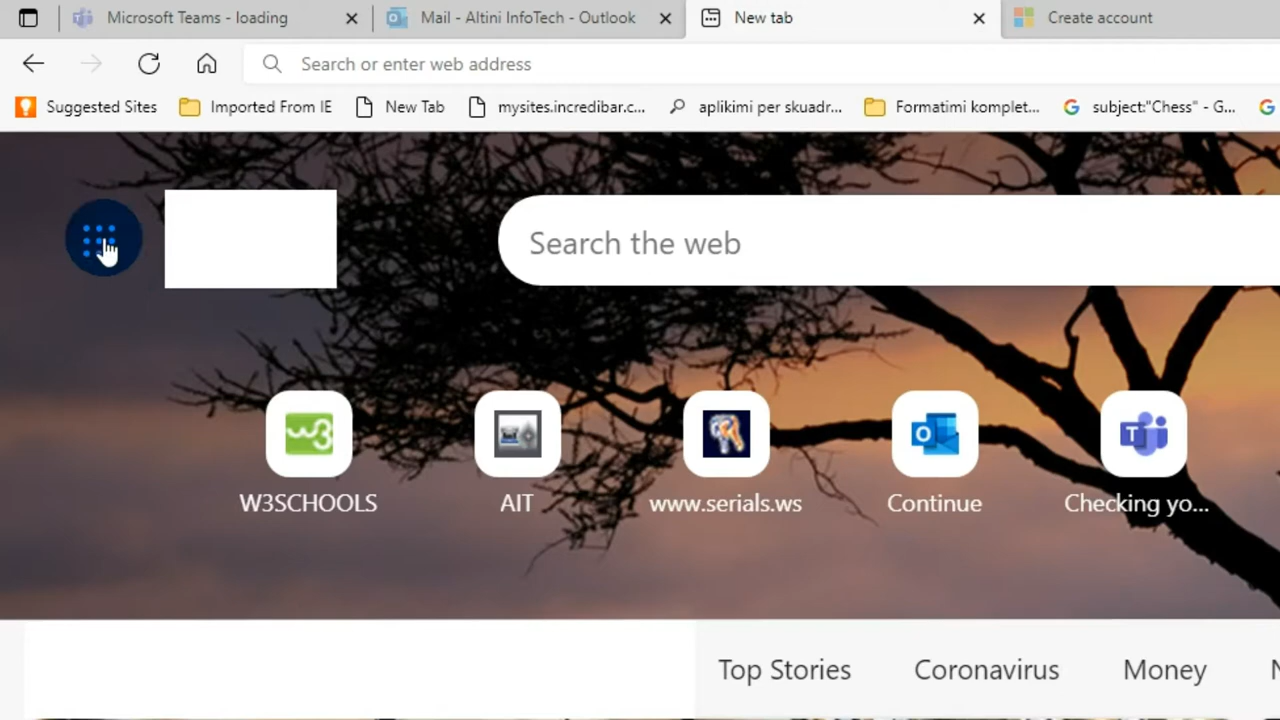 Microsoft Teams - loading
Mail - Altini InfoTech - Outlook
New tab
Create account
Search or enter web address
Suggested Sites
Imported From IE
New Tab
mysites.incredibar.c...
aplikimi per skuadr...
Formatimi komplet...
subject:"Chess" - G...
Search the web
W3SCHOOLS
AIT
www.serials.ws
Continue
Checking yo...
Top Stories
Coronavirus
Money